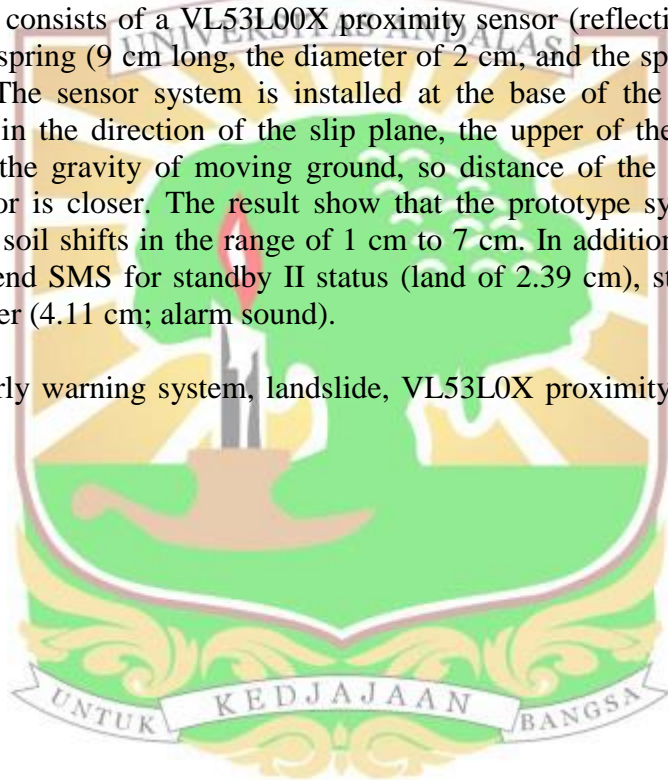 consists of a VL53L00X proximity sensor (reflecti
spring (9 cm long, the diameter of 2 cm, and the sp
The sensor system is installed at the base of the
in the direction of the slip plane, the upper of the
the gravity of moving ground, so distance of the
or is closer. The result show that the prototype sy
soil shifts in the range of 1 cm to 7 cm. In addition
end SMS for standby II status (land of 2.39 cm), st
er (4.11 cm; alarm sound).
rly warning system, landslide, VL53L0X proximity
UNIVERSITAS ANDALAS
UNTUK KEDJAJAAN BANGSA